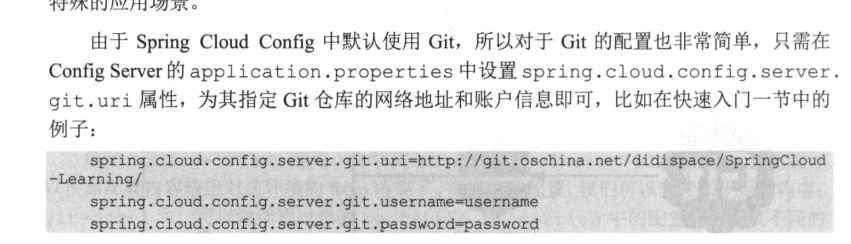 特殊的应用场景。
由于 Spring Cloud Config 中默认使用 Git，所以对于 Git 的配置也非常简单，只需在
Config Server 的 application.properties 中设置 spring.cloud.config.server.
git.uri 属性，为其指定 Git 仓库的网络地址和账户信息即可，比如在快速入门一节中的
例子：
spring.cloud.config.server.git.uri=http://git.oschina.net/didispace/SpringCloud
-Learning/
spring.cloud.config.server.git.username=username
spring.cloud.config.server.git.password=password